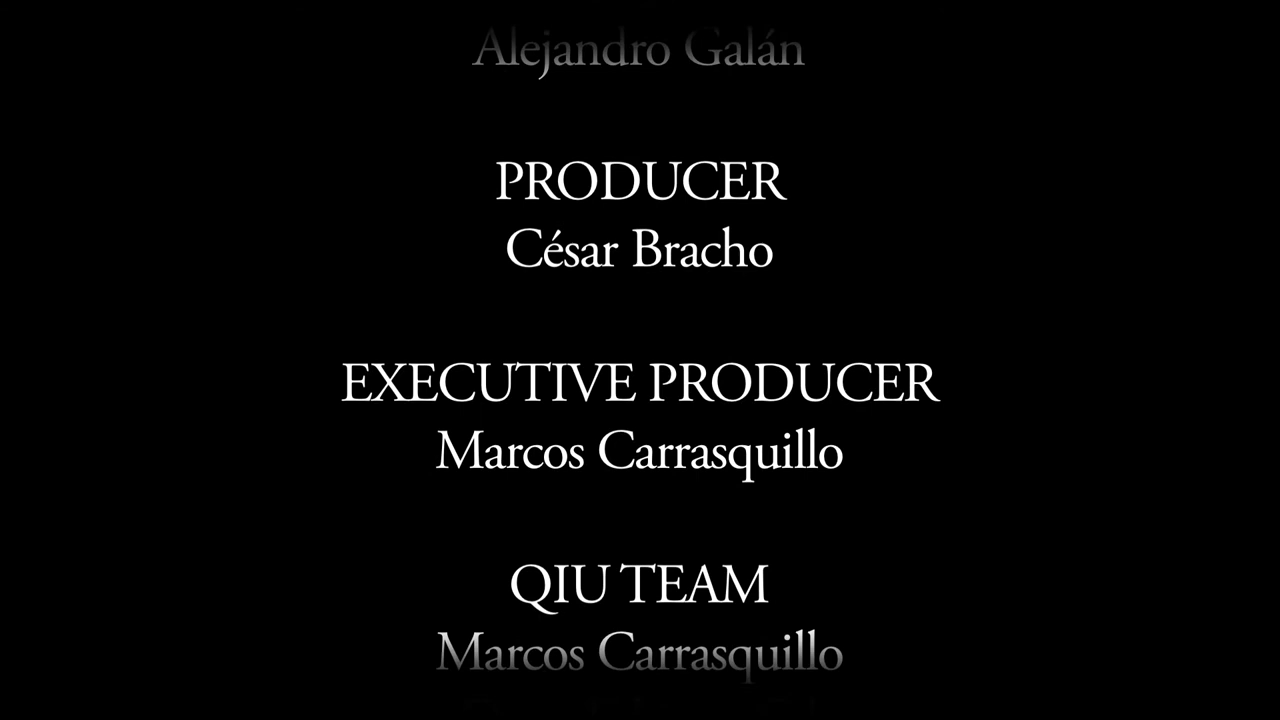 Alejandro Galán
PRODUCER
César Bracho
EXECUTIVE PRODUCER
Marcos Carrasquillo
QIU TEAM
Marcos Carrasquillo